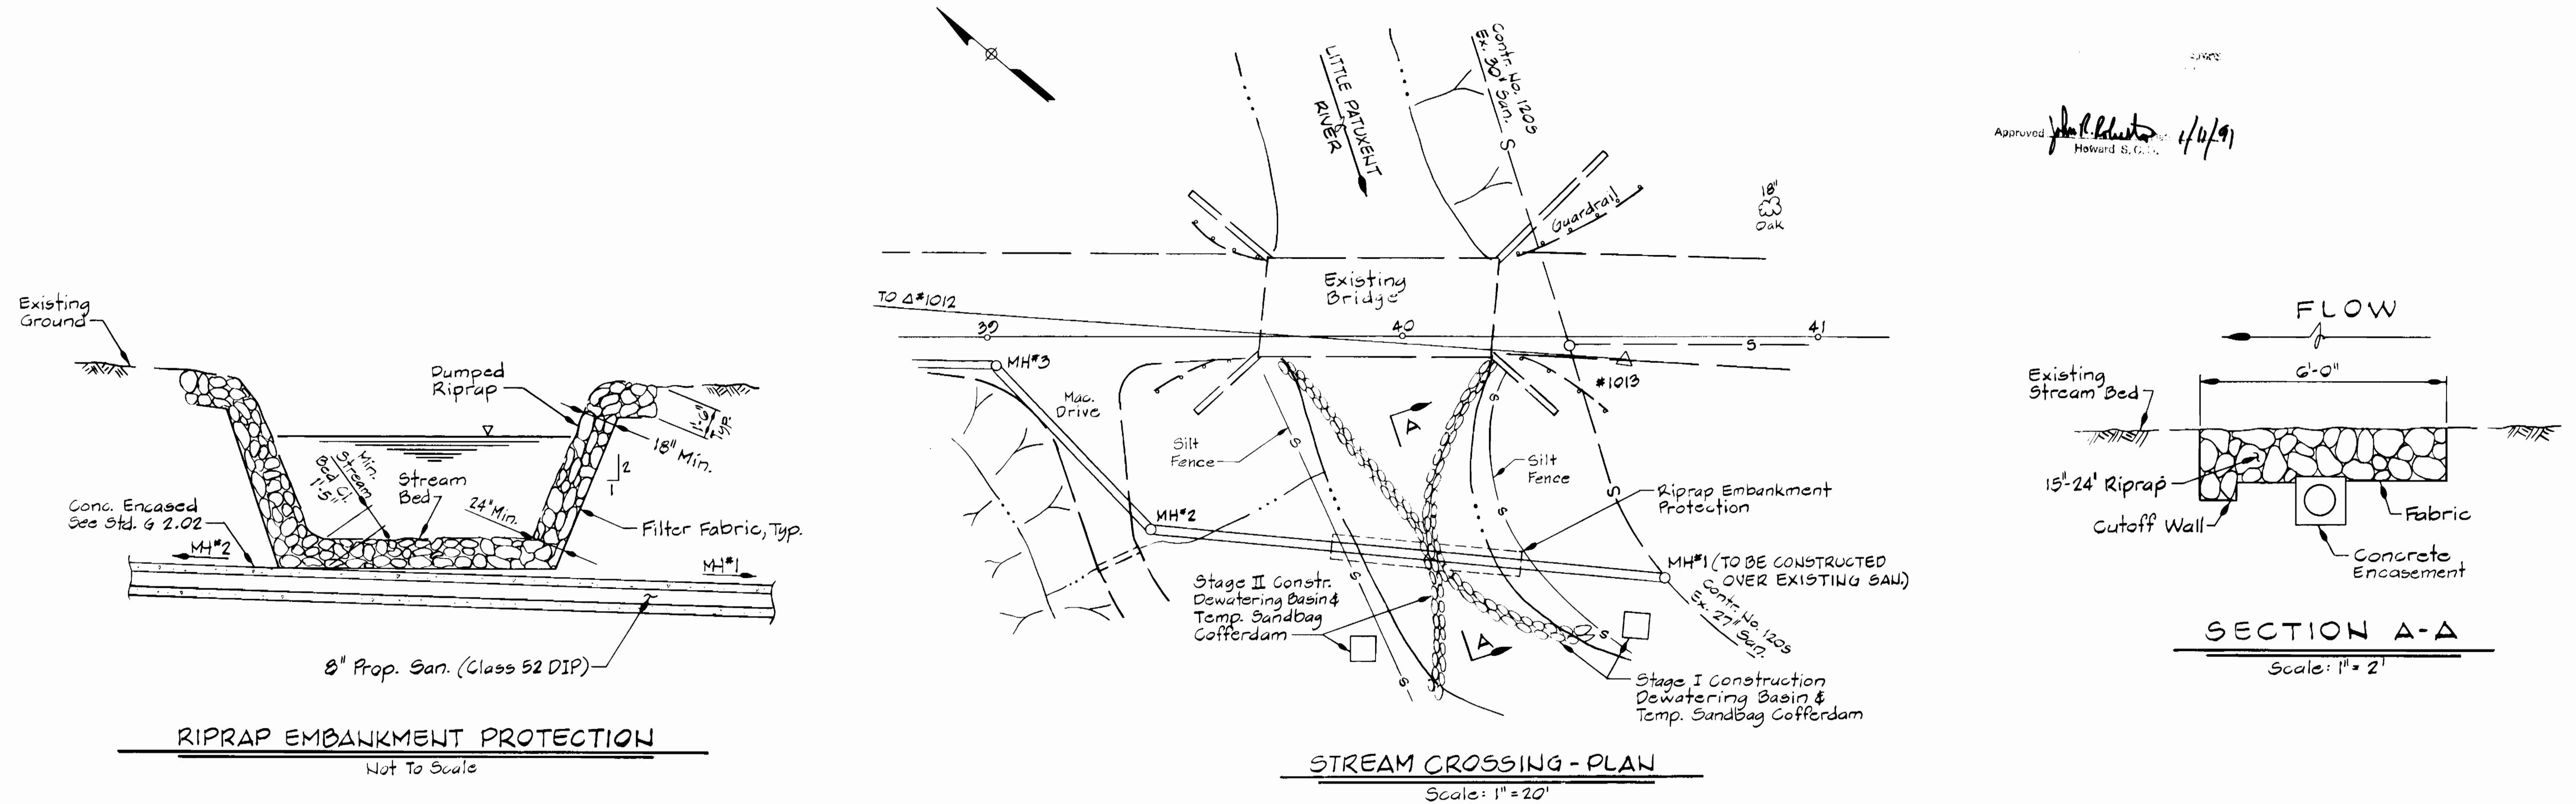 Existing
Ground
Dumped
Riprap
1'-6"
Typ.
18" Min.
2
1
Min.
Stream
Bed Cl.
1'-5"
Stream
Bed
24" Min.
Conc. Encased
See Std. G 2.02
MH#2
MH#1
Filter Fabric, Typ.
8" Prop. San. (Class 52 DIP)
RIPRAP EMBANKMENT PROTECTION
Not To Scale
LITTLE PATUXENT
RIVER
Contr. No. 120S
Ex. 30" San.
S
Guardrail
18"
Oak
Existing
Bridge
TO Δ#1012
39
40
41
S
MH#3
#1013
Mac.
Drive
A
Silt
Fence
S
S
Silt
Fence
S
S
Riprap Embankment
Protection
MH#2
MH#1 (TO BE CONSTRUCTED
OVER EXISTING SAN.)
Contr. No. 120S
Ex. 27" San.
Stage II Constr.
Dewatering Basin &
Temp. Sandbag
Cofferdam
S
S
S
A
Stage I Construction
Dewatering Basin &
Temp. Sandbag Cofferdam
STREAM CROSSING - PLAN
Scale: 1" = 20'
Approved
Howard S.C.D.
FLOW
6'-0"
Existing
Stream Bed
15"-24' Riprap
Cutoff Wall
Fabric
Concrete
Encasement
SECTION A-A
Scale: 1" = 2'